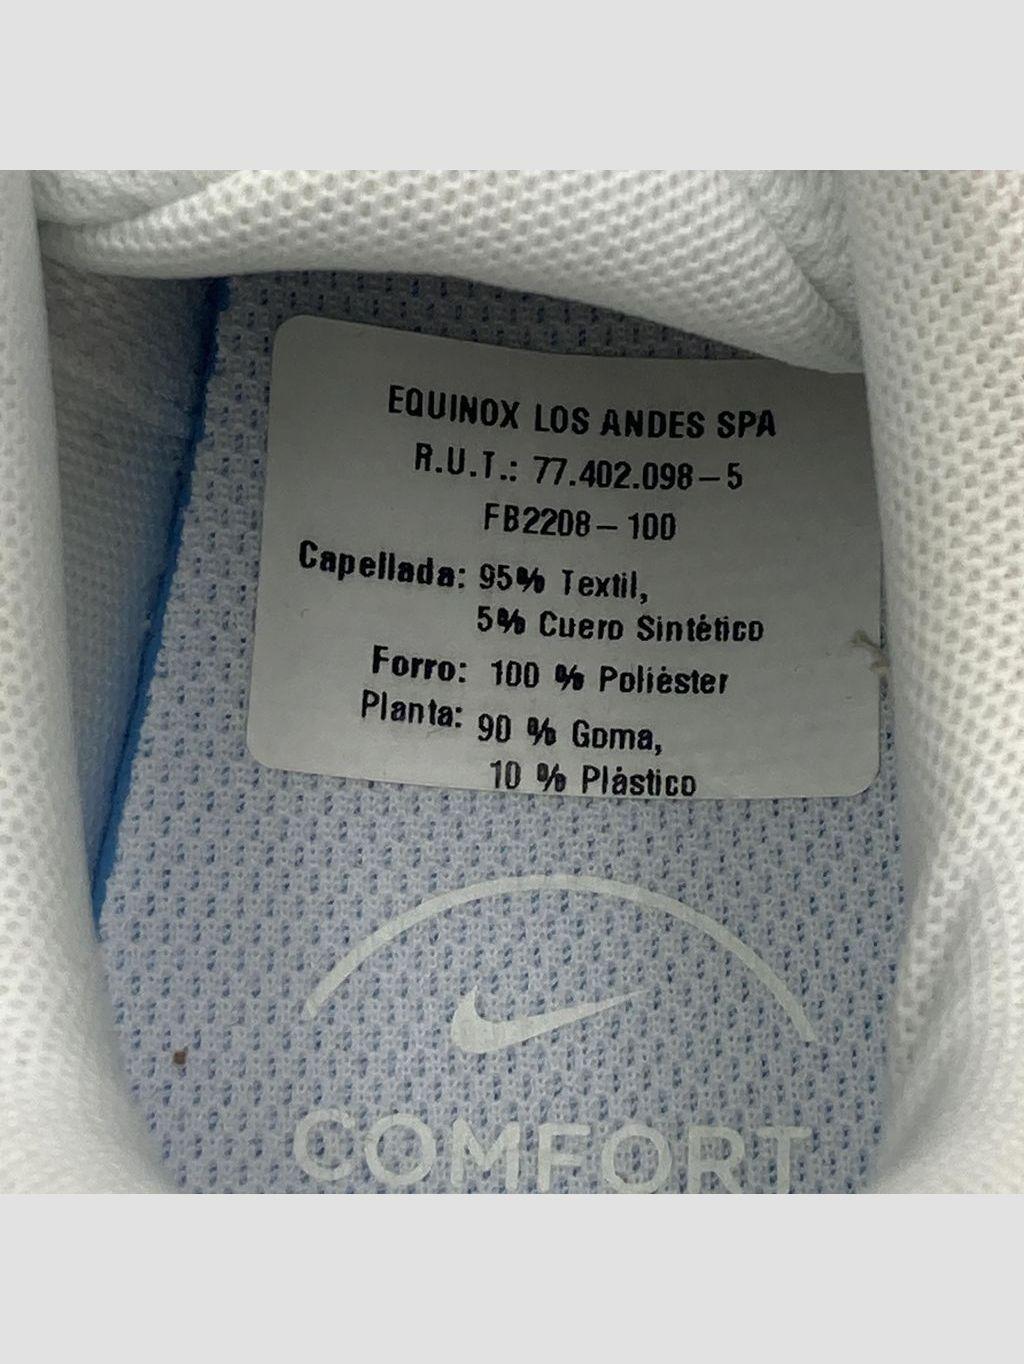 EQUINOX LOS ANDES SPA
R.U.T.: 77.402.098-5
FB2208-100
Capellada: 95% Textil,
5% Cuero Sintético
Forro: 100 % Poliéster
Planta: 90 % Goma,
10 % Plástico
COMFORT